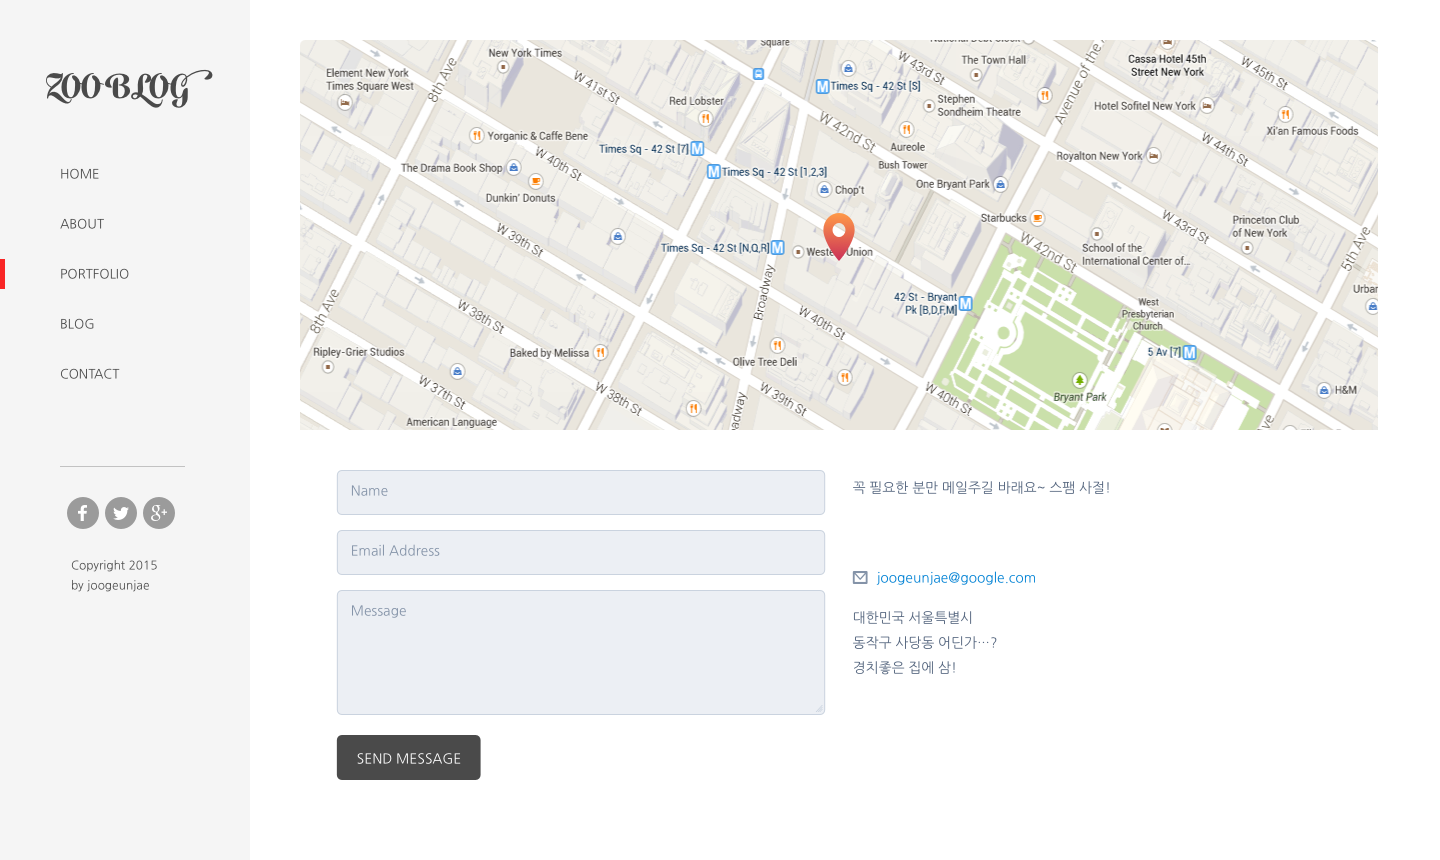 ZOO·BLOG
HOME
ABOUT
PORTFOLIO
BLOG
CONTACT
Copyright 2015
by joogeunjae
Square
New York Times
8th Ave
W 41st St
Element New York
Times Square West
Red Lobster
Times Sq - 42 St [S]
W 43rd St
The Town Hall
Avenue of the A
Cassa Hotel 45th
Street New York
Stephen
Sondheim Theatre
Hotel Sofitel New York
Xi'an Famous Foods
Yorganic & Caffe Bene
Times Sq - 42 St [7]
W 42nd St
Aureole
Bush Tower
W 44th St
Royalton New York
The Drama Book Shop
W 40th St
Times Sq - 42 St [1,2,3]
Chop't
One Bryant Park
Dunkin' Donuts
Starbucks
W 43rd St
Princeton Club
of New York
W 39th St
Times Sq - 42 St [N,Q,R]
Western Union
W 42nd St
School of the
International Center of...
5th Ave
8th Ave
W 38th St
Broadway
42 St - Bryant
Pk [B,D,F,M]
W 40th St
West
Presbyterian
Church
Urban
Ripley-Grier Studios
Baked by Melissa
Olive Tree Deli
5 Av [7]
W 37th St
W 38th St
W 39th St
W 40th St
Bryant Park
H&M
American Language
Name
Email Address
Message
SEND MESSAGE
꼭 필요한 분만 메일주길 바래요~ 스팸 사절!
joogeunjae@google.com
대한민국 서울특별시
동작구 사당동 어딘가…?
경치좋은 집에 삼!